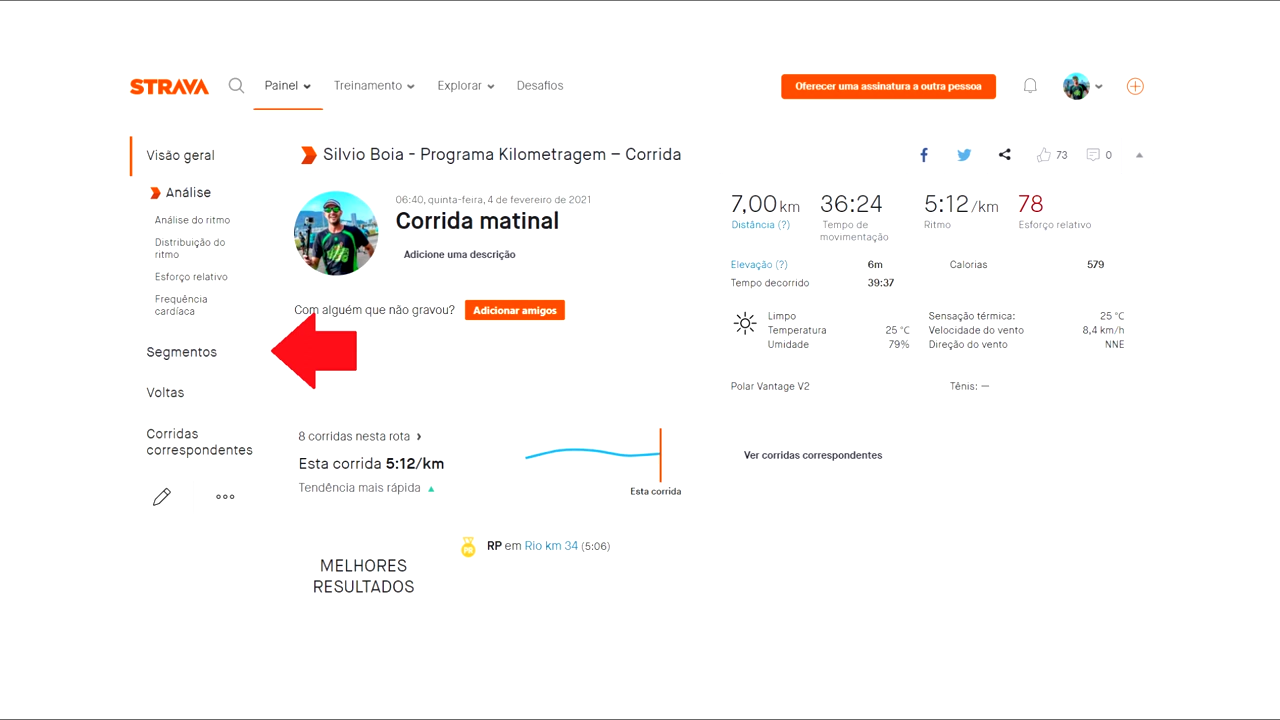 STRAVA
Painel
Treinamento
Explorar
Desafios
Oferecer uma assinatura a outra pessoa
Visão geral
Análise
Análise do ritmo
Distribuição do
ritmo
Esforço relativo
Frequência
cardíaca
Segmentos
Voltas
Corridas
correspondentes
Silvio Boia - Programa Kilometragem – Corrida
73
0
06:40, quinta-feira, 4 de fevereiro de 2021
Corrida matinal
Adicione uma descrição
Com alguém que não gravou?
Adicionar amigos
7,00 km
Distância (?)
36:24
Tempo de
movimentação
5:12/km
Ritmo
78
Esforço relativo
Elevação (?) 6m
Calorias 579
Tempo decorrido 39:37
Limpo
Temperatura 25 °C
Umidade 79%
Sensação térmica: 25 °C
Velocidade do vento 8,4 km/h
Direção do vento NNE
Polar Vantage V2
Tênis: —
8 corridas nesta rota
Esta corrida 5:12/km
Tendência mais rápida
Esta corrida
Ver corridas correspondentes
MELHORES
RESULTADOS
PR
RP em Rio km 34 (5:06)